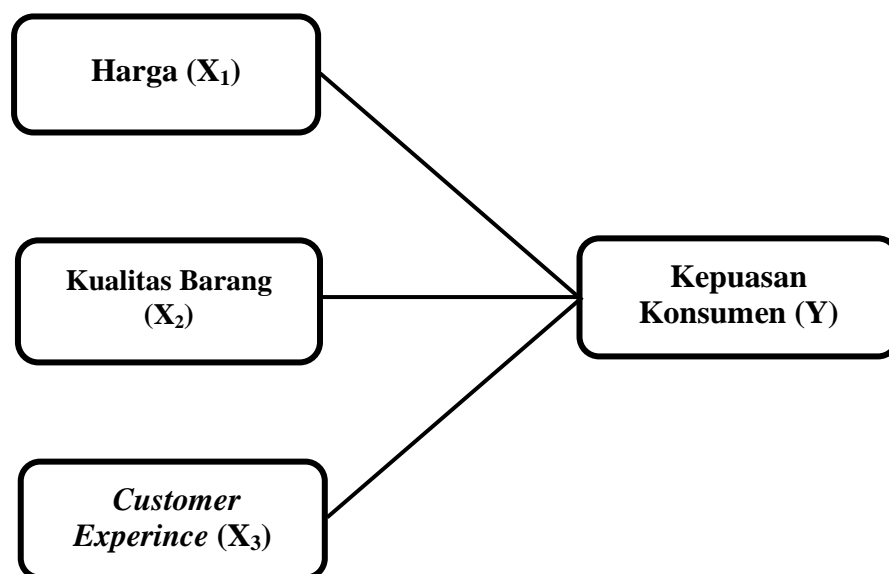 Harga (X₁)
Kualitas Barang
(X₂)
Kepuasan
Konsumen (Y)
Customer
Experince (X₃)